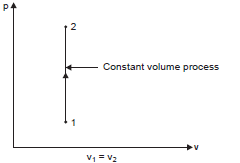 p
2
Constant volume process
1
v
v1 = v2